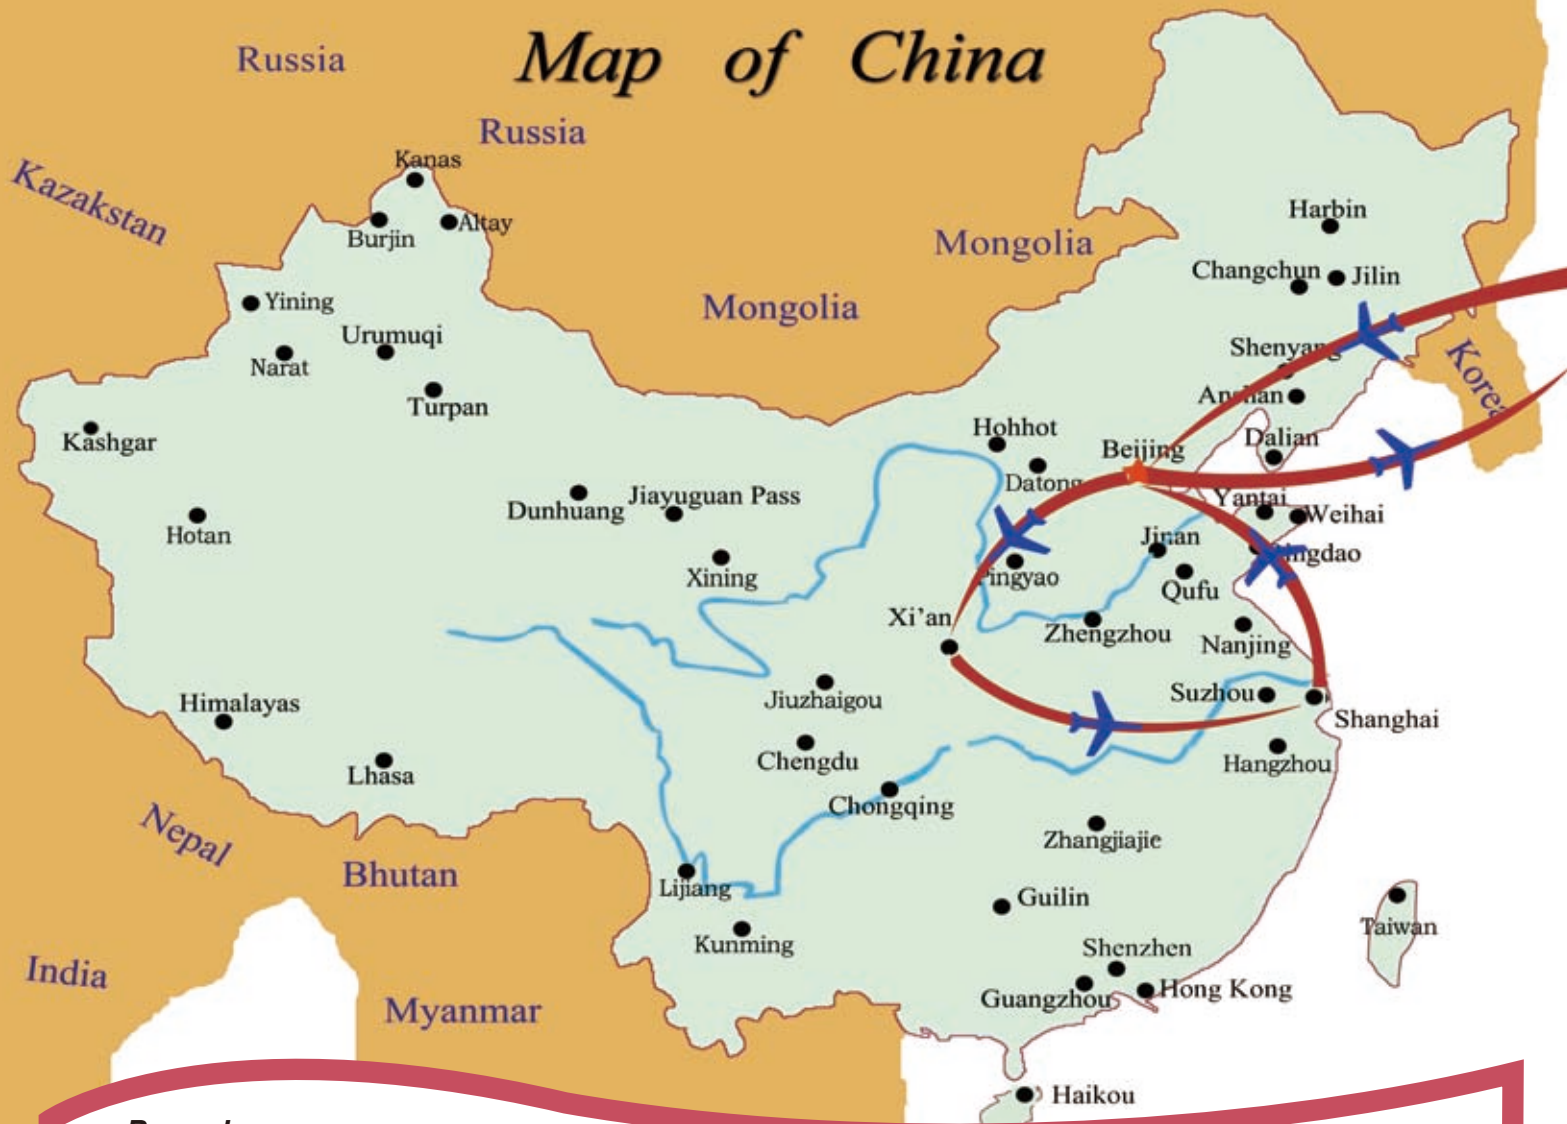 Map of China
Russia
Russia
Kazakstan
Kanas
Burjin
Altay
Mongolia
Mongolia
Harbin
Changchun
Jilin
Yining
Narat
Urumuqi
Turpan
Shenyang
Anshan
Korea
Kashgar
Hohhot
Datong
Beijing
Dalian
Hotan
Dunhuang
Jiayuguan Pass
Xining
Yantai
Weihai
Jinan
Qingdao
Pingyao
Qufu
Xi’an
Zhengzhou
Nanjing
Jiuzhaigou
Suzhou
Shanghai
Himalayas
Lhasa
Chengdu
Hangzhou
Chongqing
Zhangjiajie
Nepal
Bhutan
Lijiang
Guilin
Kunming
Taiwan
Shenzhen
India
Guangzhou
Hong Kong
Myanmar
Haikou